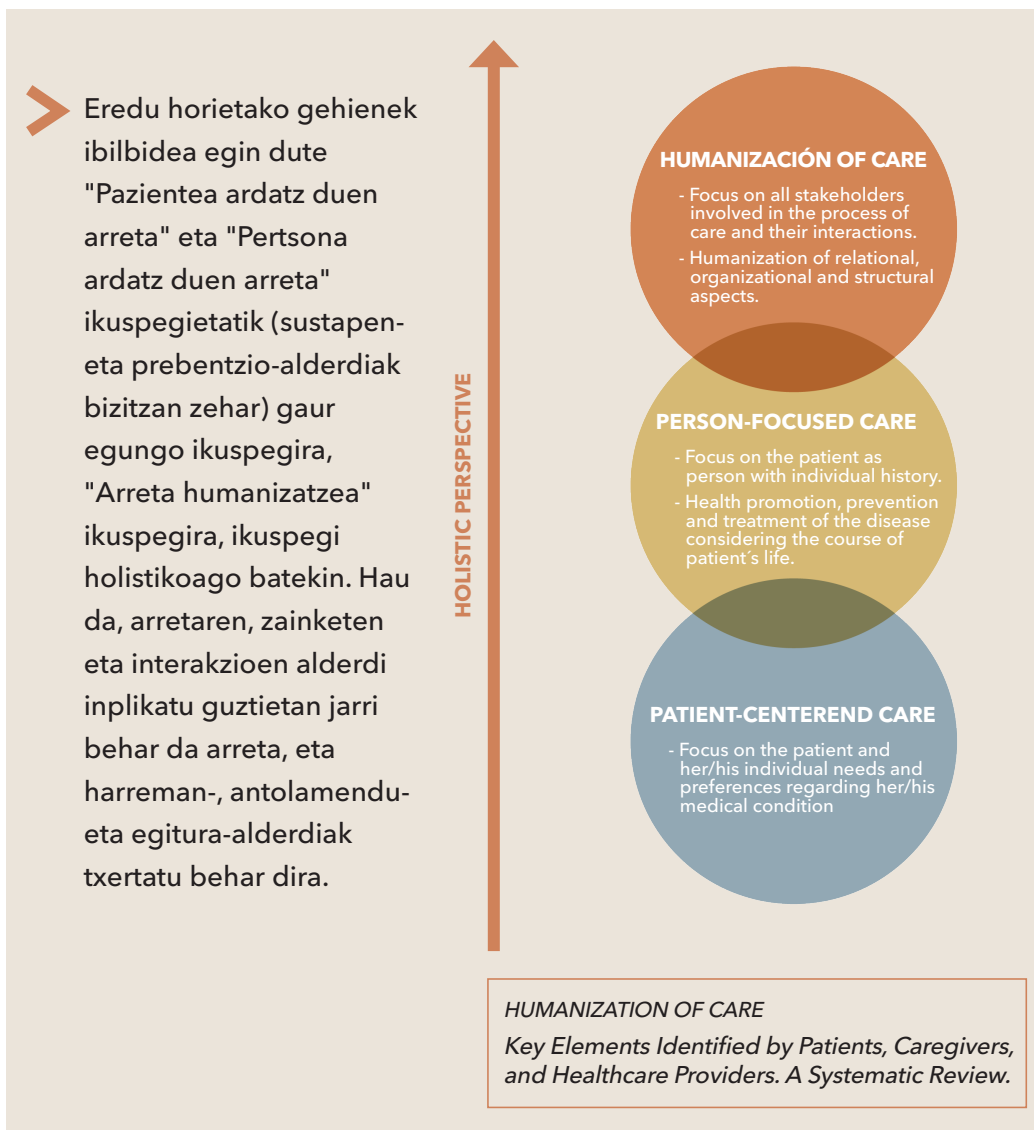 Eredu horietako gehienek
ibilbidea egin dute
"Pazientea ardatz duen
arreta" eta "Pertsona
ardatz duen arreta"
ikuspegietatik (sustapen-
eta prebentzio-alderdiak
bizitzan zehar) gaur
egungo ikuspegira,
"Arreta humanizatzea"
ikuspegira, ikuspegi
holistikoago batekin. Hau
da, arretaren, zainketen
eta interakzioen alderdi
inplikatu guztietan jarri
behar da arreta, eta
harreman-, antolamendu-
eta egitura-alderdiak
txertatu behar dira.
HOLISTIC PERSPECTIVE
HUMANIZACIÓN OF CARE
- Focus on all stakeholders
involved in the process of
care and their interactions.
- Humanization of relational,
organizational and structural
aspects.
PERSON-FOCUSED CARE
- Focus on the patient as
person with individual history.
- Health promotion, prevention
and treatment of the disease
considering the course of
patient´s life.
PATIENT-CENTEREND CARE
- Focus on the patient and
her/his individual needs and
preferences regarding her/his
medical condition
HUMANIZATION OF CARE
Key Elements Identified by Patients, Caregivers,
and Healthcare Providers. A Systematic Review.